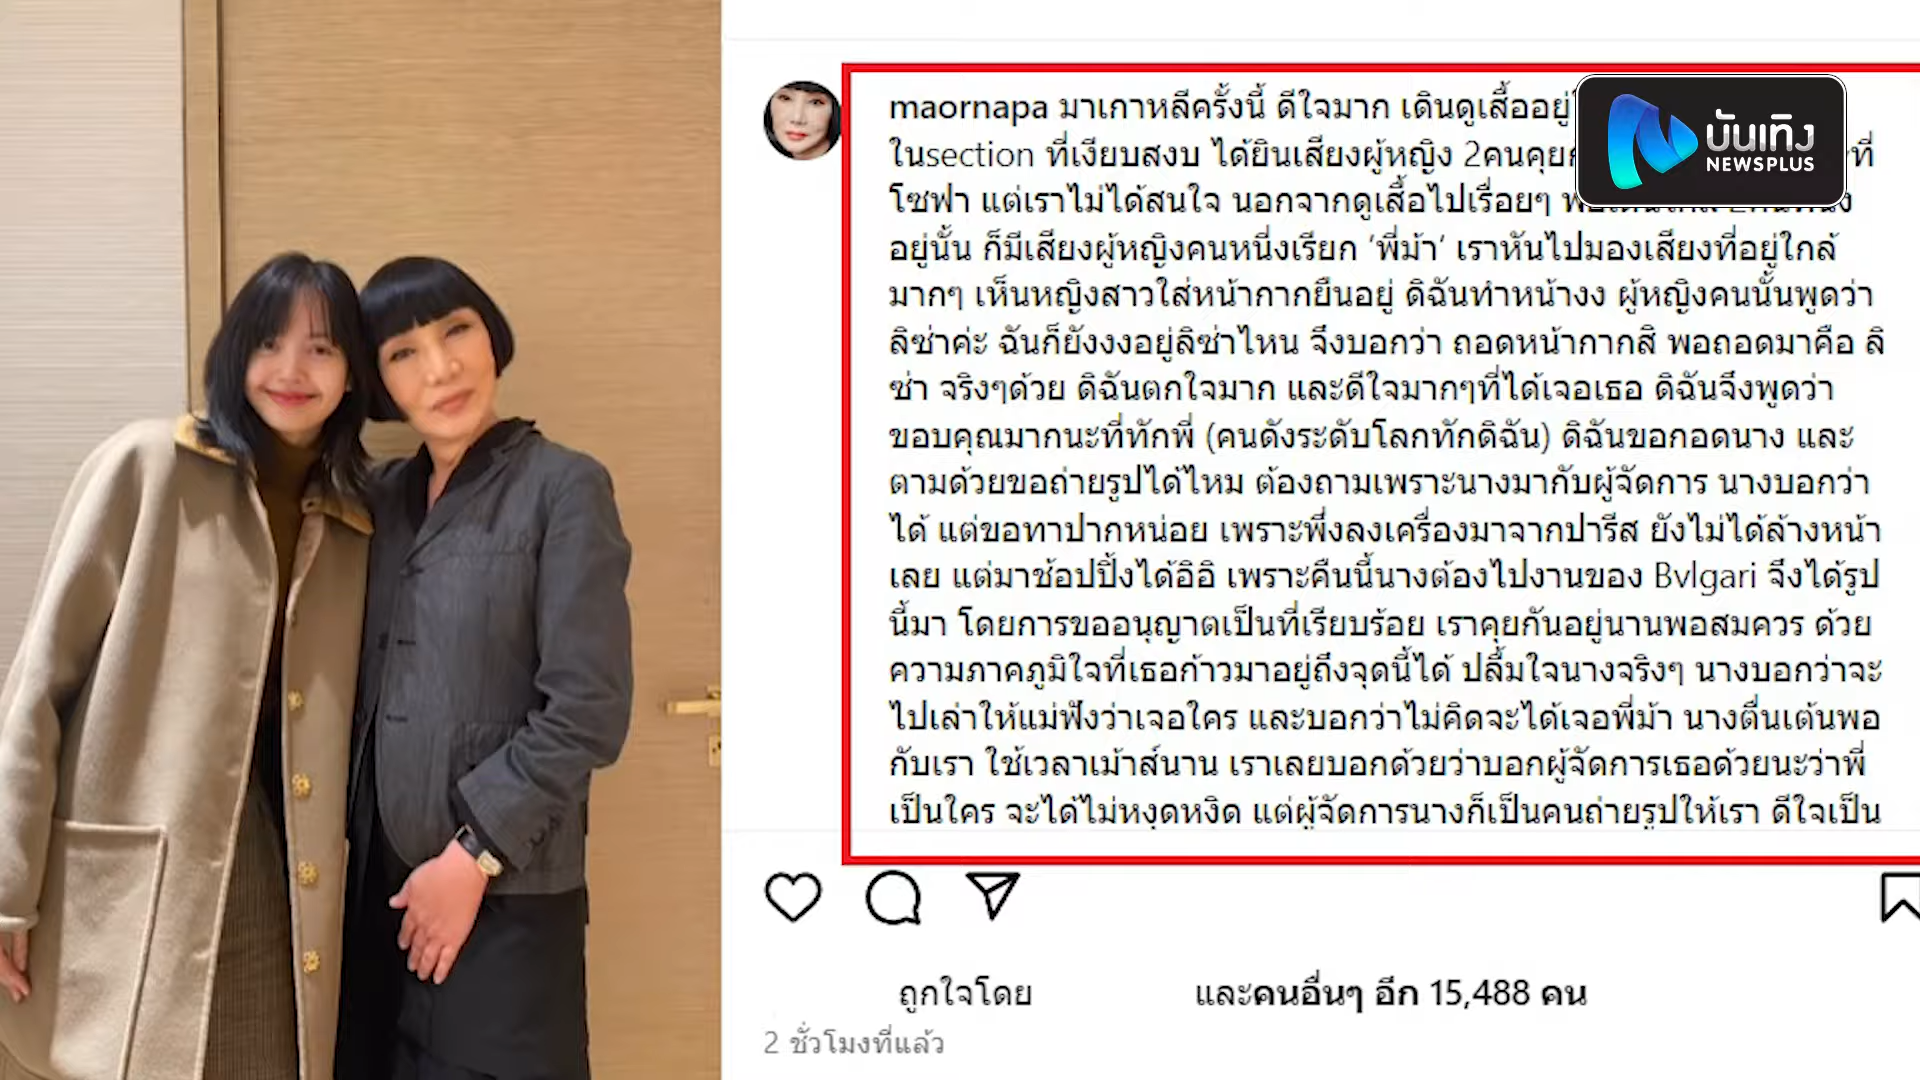 maornapa มาเกาหลีครั้งนี้ ดีใจมาก เดินดูเสื้ออยู่
บันเทิง
NEWSPLUS
ในsection ที่เงียบสงบ ได้ยินเสียงผู้หญิง 2คนคุย
โซฟา แต่เราไม่ได้สนใจ นอกจากดูเสื้อไปเรื่อยๆ
อยู่นั้น ก็มีเสียงผู้หญิงคนหนึ่งเรียก ‘พี่ม้า’ เราหันไปมองเสียงที่อยู่ใกล้
มากๆ เห็นหญิงสาวใส่หน้ากากยืนอยู่ ดิฉันทำหน้างง ผู้หญิงคนนั้นพูดว่า
ลิซ่าค่ะ ฉันก็ยังงงอยู่ลิซ่าไหน จึงบอกว่า ถอดหน้ากากสิ พอถอดมาคือ ลิ
ซ่า จริงๆด้วย ดิฉันตกใจมาก และดีใจมากๆที่ได้เจอเธอ ดิฉันจึงพูดว่า
ขอบคุณมากนะที่ทักพี่ (คนดังระดับโลกทักดิฉัน) ดิฉันขอกอดนาง และ
ตามด้วยขอถ่ายรูปได้ไหม ต้องถามเพราะนางมากับผู้จัดการ นางบอกว่า
ได้ แต่ขอทาปากหน่อย เพราะพึ่งลงเครื่องมาจากปารีส ยังไม่ได้ล้างหน้า
เลย แต่มาช้อปปิ้งได้อิอิ เพราะคืนนี้นางต้องไปงานของ Bvlgari จึงได้รูป
นี้มา โดยการขออนุญาตเป็นที่เรียบร้อย เราคุยกันอยู่นานพอสมควร ด้วย
ความภาคภูมิใจที่เธอก้าวมาอยู่ถึงจุดนี้ได้ ปลื้มใจนางจริงๆ นางบอกว่าจะ
ไปเล่าให้แม่ฟังว่าเจอใคร และบอกว่าไม่คิดจะได้เจอพี่ม้า นางตื่นเต้นพอ
กับเรา ใช้เวลาเม้าส์นาน เราเลยบอกด้วยว่าบอกผู้จัดการเธอด้วยนะว่าพี่
เป็นใคร จะได้ไม่หงุดหงิด แต่ผู้จัดการนางก็เป็นคนถ่ายรูปให้เรา ดีใจเป็น
ถูกใจโดย และคนอื่นๆ อีก 15,488 คน
2 ชั่วโมงที่แล้ว